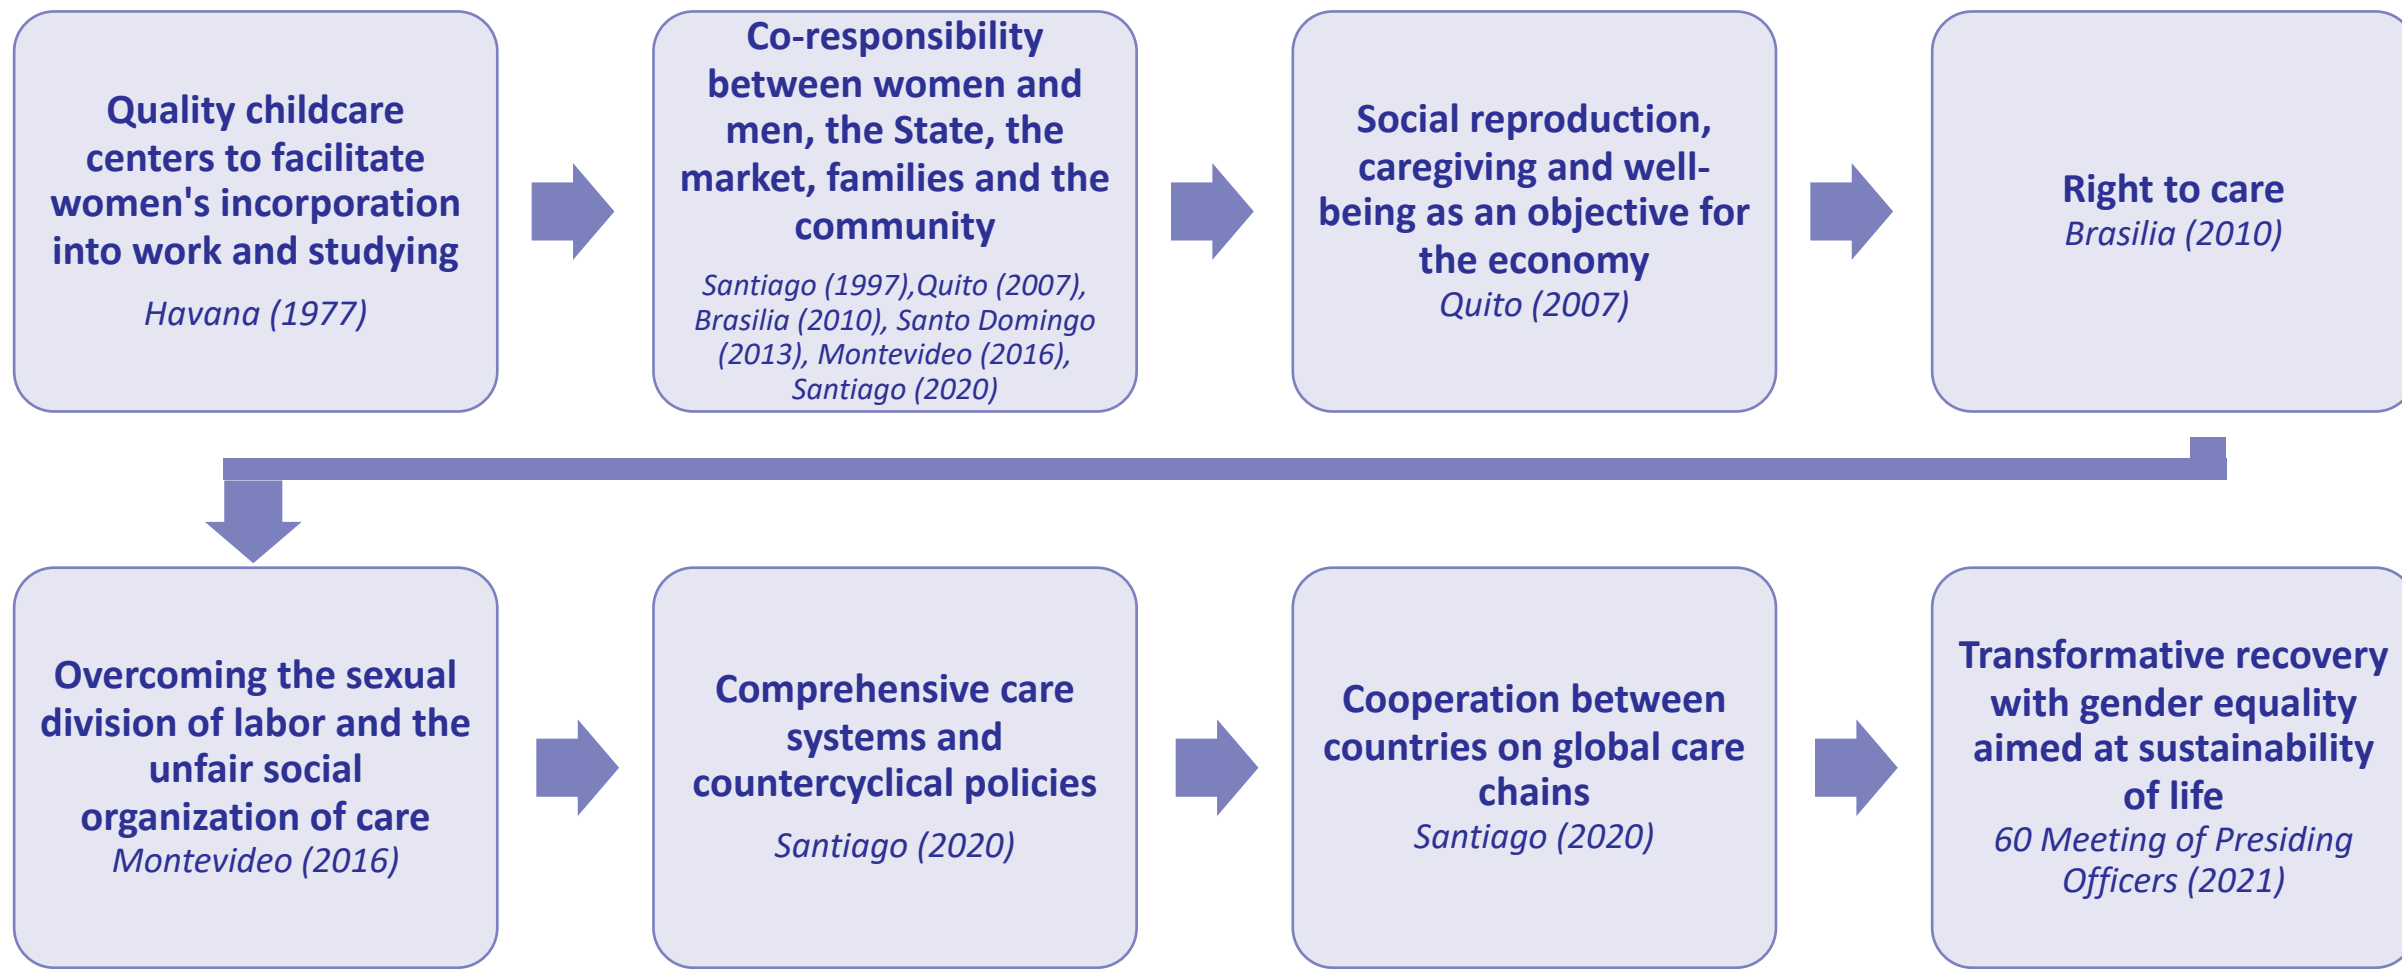 Quality childcare
centers to facilitate
women's incorporation
into work and studying
Havana (1977)
Co-responsibility
between women and
men, the State, the
market, families and the
community
Santiago (1997),Quito (2007),
Brasilia (2010), Santo Domingo
(2013), Montevideo (2016),
Santiago (2020)
Social reproduction,
caregiving and well-
being as an objective for
the economy
Quito (2007)
Right to care
Brasilia (2010)
Overcoming the sexual
division of labor and the
unfair social
organization of care
Montevideo (2016)
Comprehensive care
systems and
countercyclical policies
Santiago (2020)
Cooperation between
countries on global care
chains
Santiago (2020)
Transformative recovery
with gender equality
aimed at sustainability
of life
60 Meeting of Presiding
Officers (2021)